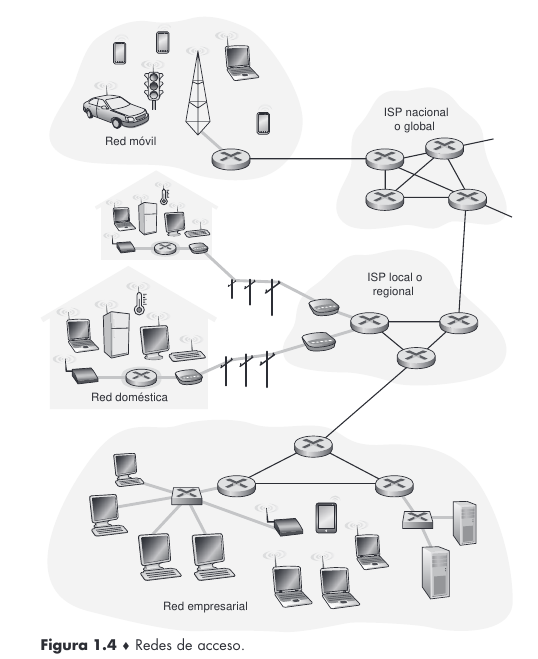 ISP nacional
o global
Red móvil
ISP local o
regional
Red doméstica
Red empresarial
Figura 1.4 ♦ Redes de acceso.